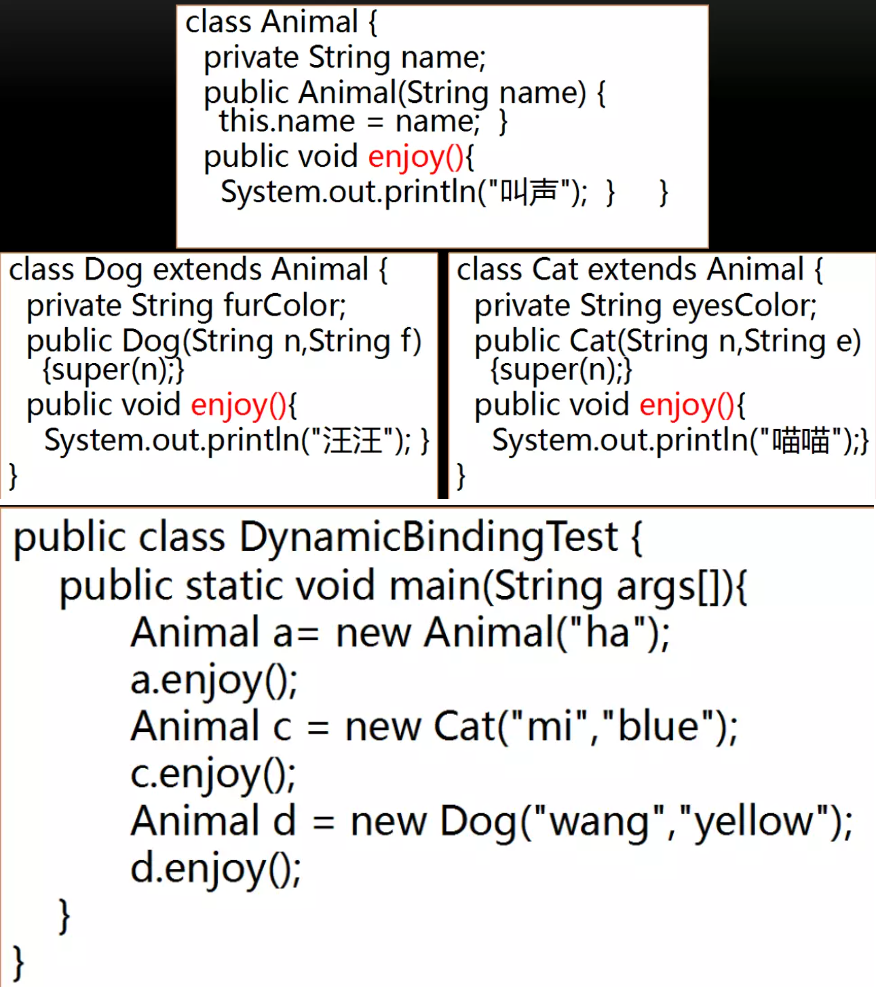 class Animal {
private String name;
public Animal(String name) {
this.name = name;  }
public void enjoy(){
System.out.println("叫声");  }     }
class Dog extends Animal {
private String furColor;
public Dog(String n,String f)
{super(n);}
public void enjoy(){
System.out.println("汪汪"); }
}
class Cat extends Animal {
private String eyesColor;
public Cat(String n,String e)
{super(n);}
public void enjoy(){
System.out.println("喵喵");}
}
public class DynamicBindingTest {
public static void main(String args[]){
Animal a= new Animal("ha");
a.enjoy();
Animal c = new Cat("mi","blue");
c.enjoy();
Animal d = new Dog("wang","yellow");
d.enjoy();
}
}